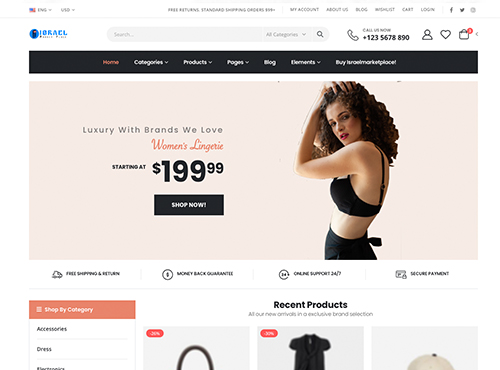 ENG USD FREE RETURNS. STANDARD SHIPPING ORDERS $99+ MY ACCOUNT ABOUT US BLOG WISHLIST CART LOGIN
Search... All Categories CALL US NOW
+123 5678 890 0
Home Categories Products Pages Blog Elements Buy Israelmarketplace!
Luxury With Brands We Love
Women's Lingerie
STARTING AT $199.99
SHOP NOW!
FREE SHIPPING & RETURN MONEY BACK GUARANTEE ONLINE SUPPORT 24/7 SECURE PAYMENT
Shop By Category
Accessories
Dress
Electronics
Recent Products
All our new arrivals in a exclusive brand selection
-20%
-30%